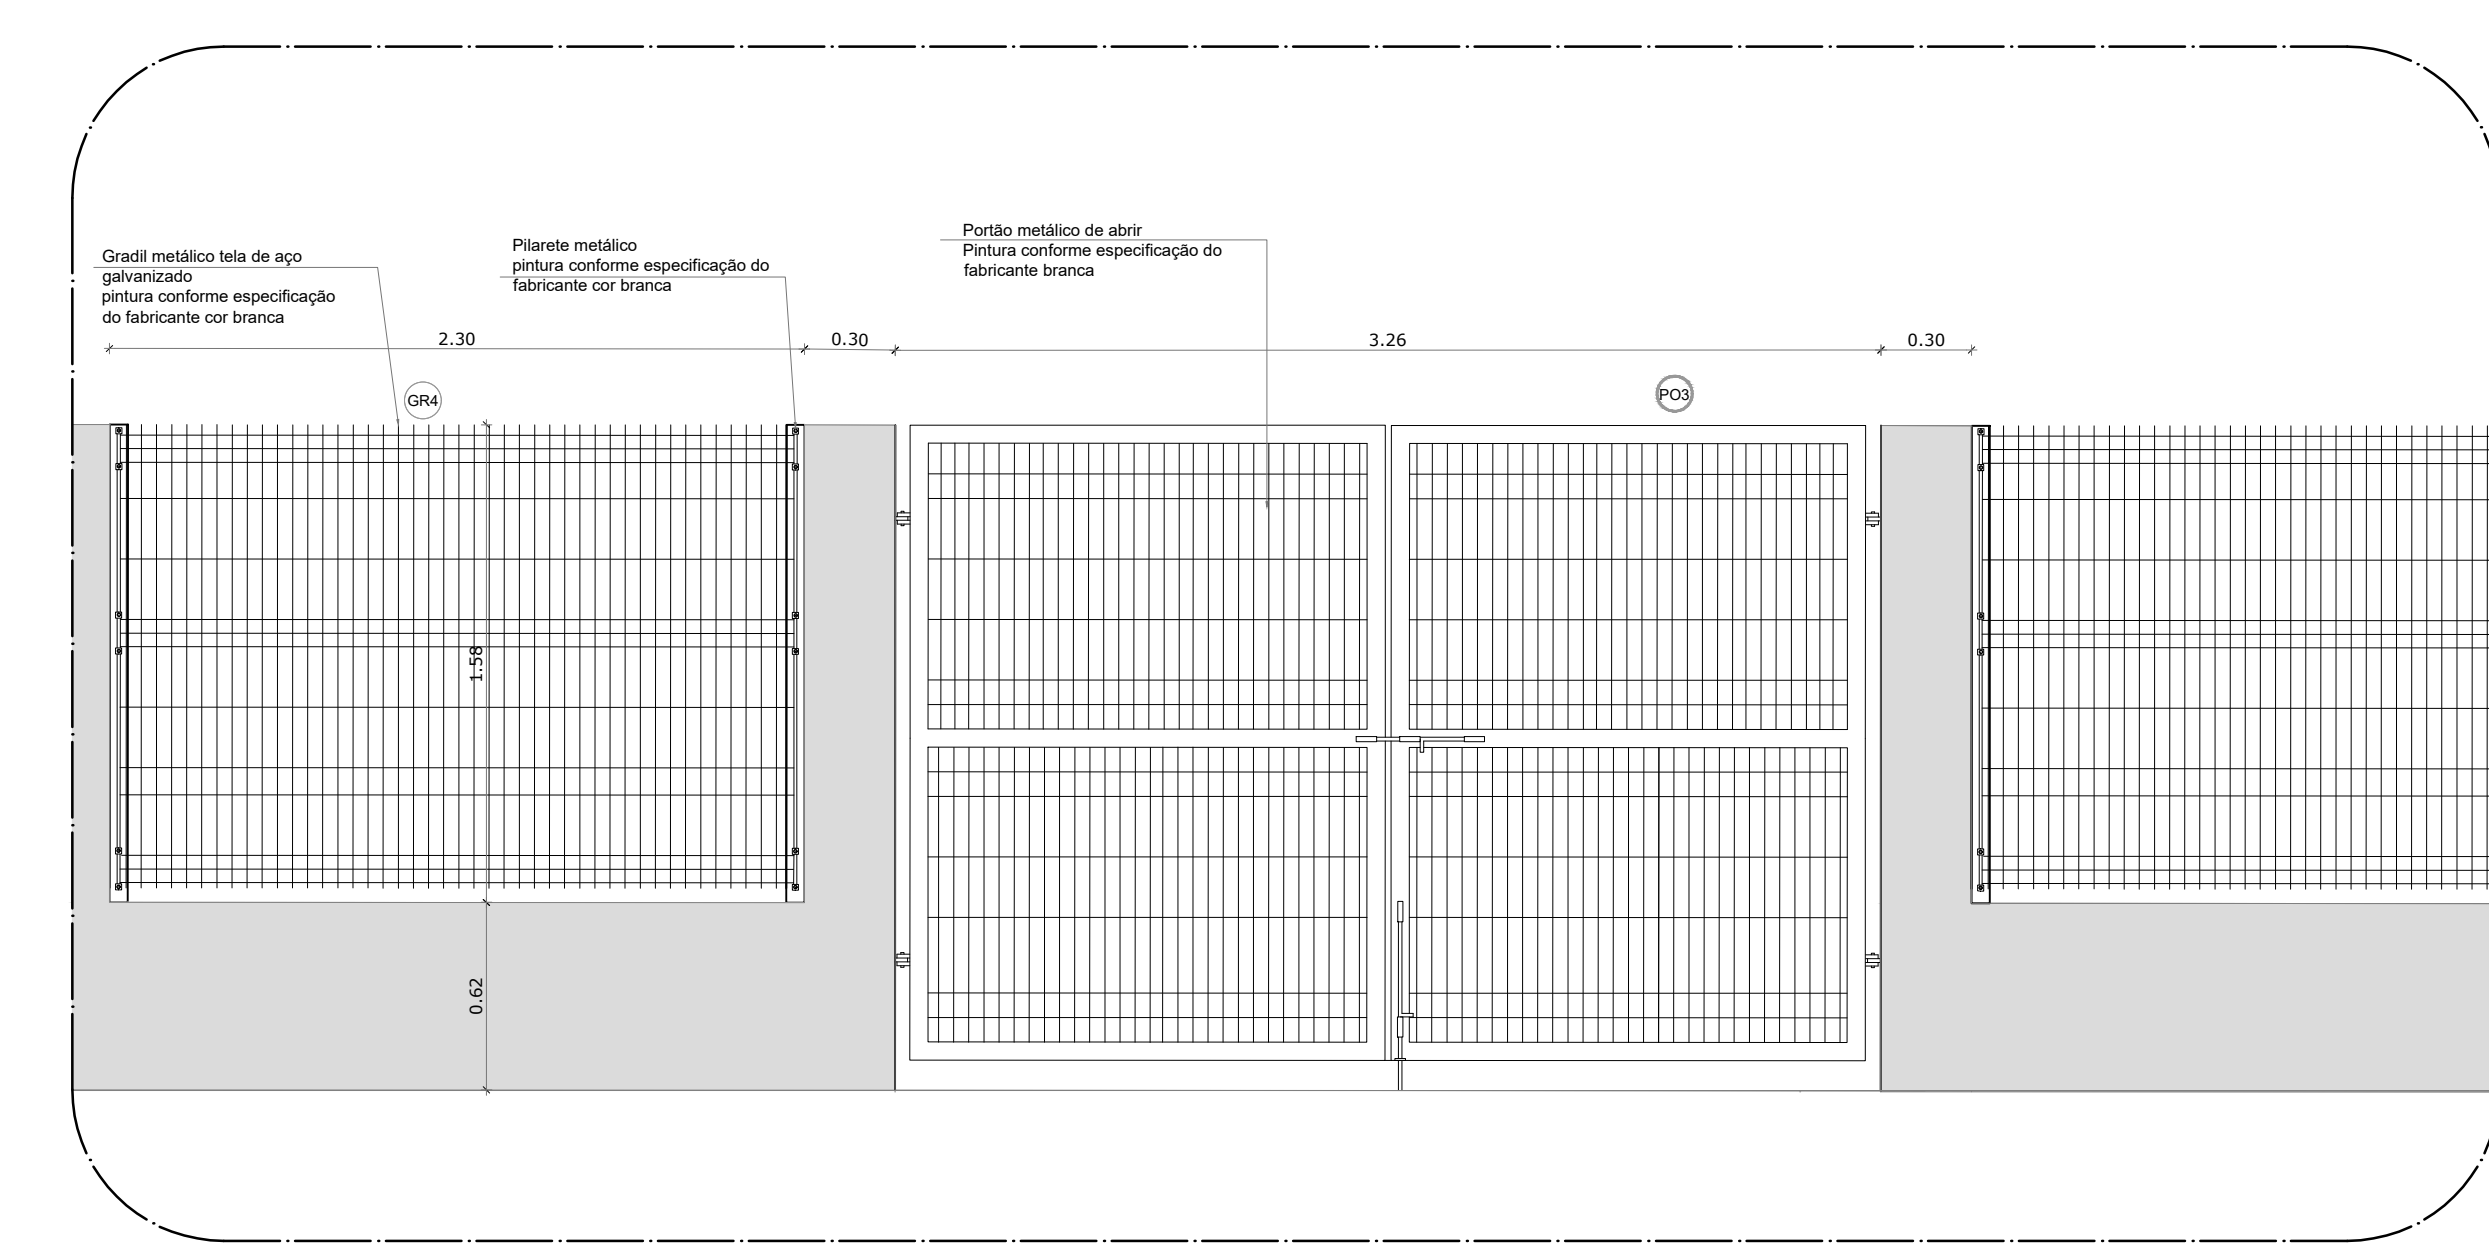 Gradil metálico tela de aço
galvanizado
pintura conforme especificação
do fabricante cor branca
Pilarete metálico
pintura conforme especificação do
fabricante cor branca
Portão metálico de abrir
Pintura conforme especificação do
fabricante branca
2.30
0.30
3.26
0.30
GR4
PO3
1.58
0.62